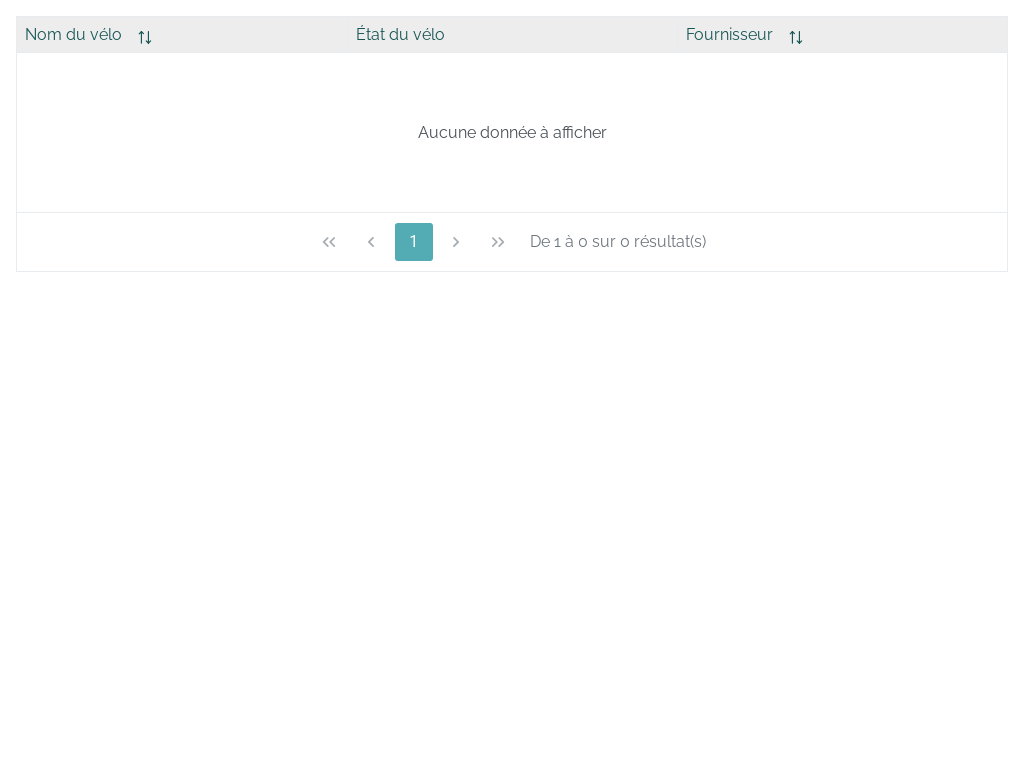 Nom du vélo État du vélo Fournisseur
Aucune donnée à afficher
1 De 1 à 0 sur 0 résultat(s)